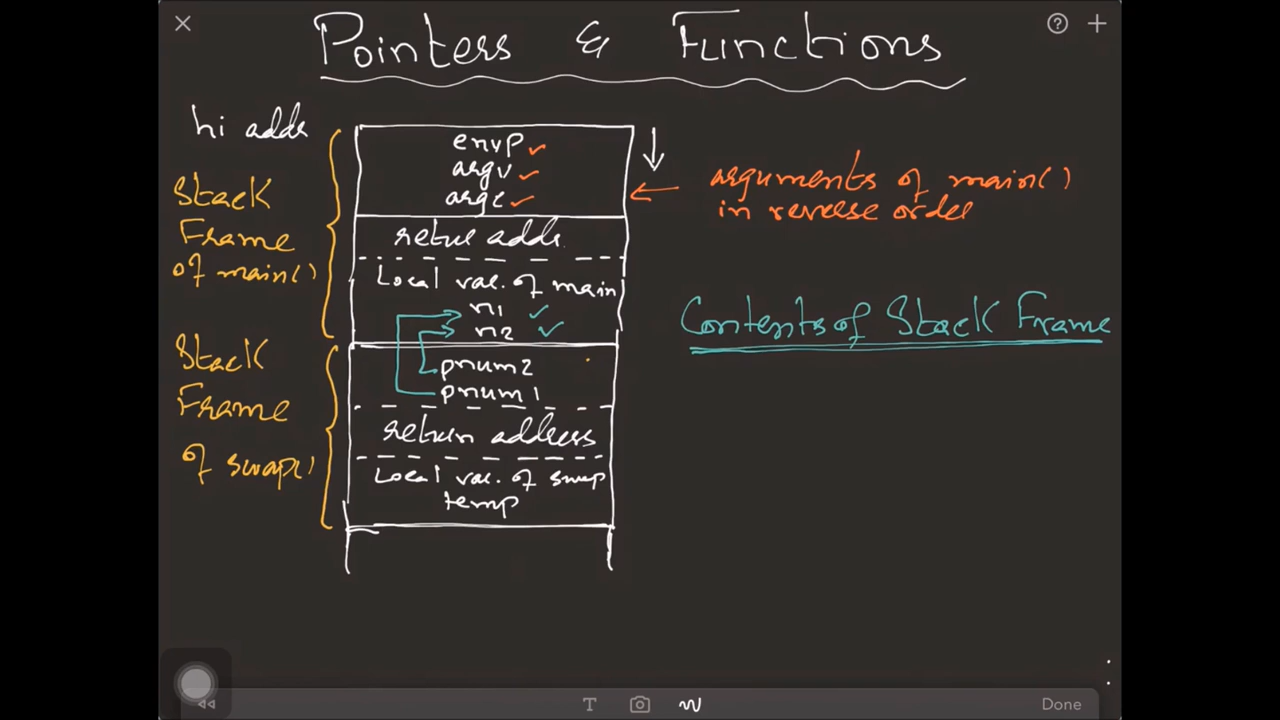 Pointers & Functions
hi addr
Stack
Frame
of main()
envp
argv
argc
arguments of main()
in reverse order
retur addr.
Local var. of main
n1
n2
Contents of Stack Frame
Stack
Frame
of swap()
pnum2
pnum1
return address
Local var. of swap
temp
T
Done